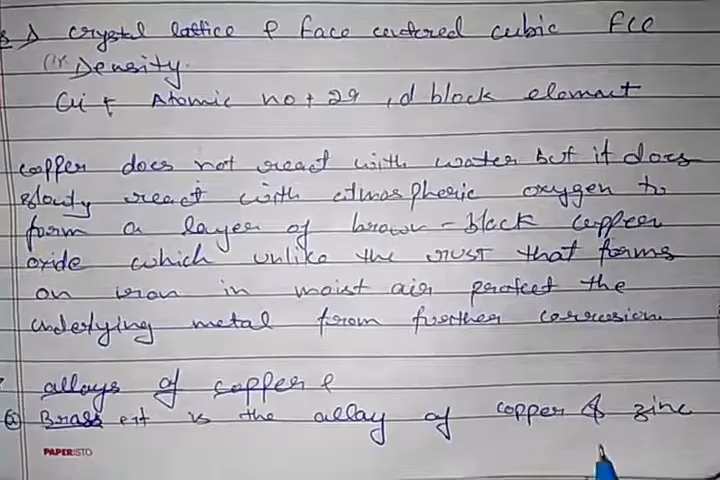 crystal lattice & face centered cubic FCC
Density.
Cu + Atomic no + 29 , d block element
copper does not react with water but it does
slowly react with atmospheric oxygen to
form a layer of brown-black copper
oxide which unlike the rust that forms
on iron in moist air protect the
underlying metal from further corrosion.
alloys of copper &
(a) Brass it is the alloy of copper & zinc
PAPERISTO